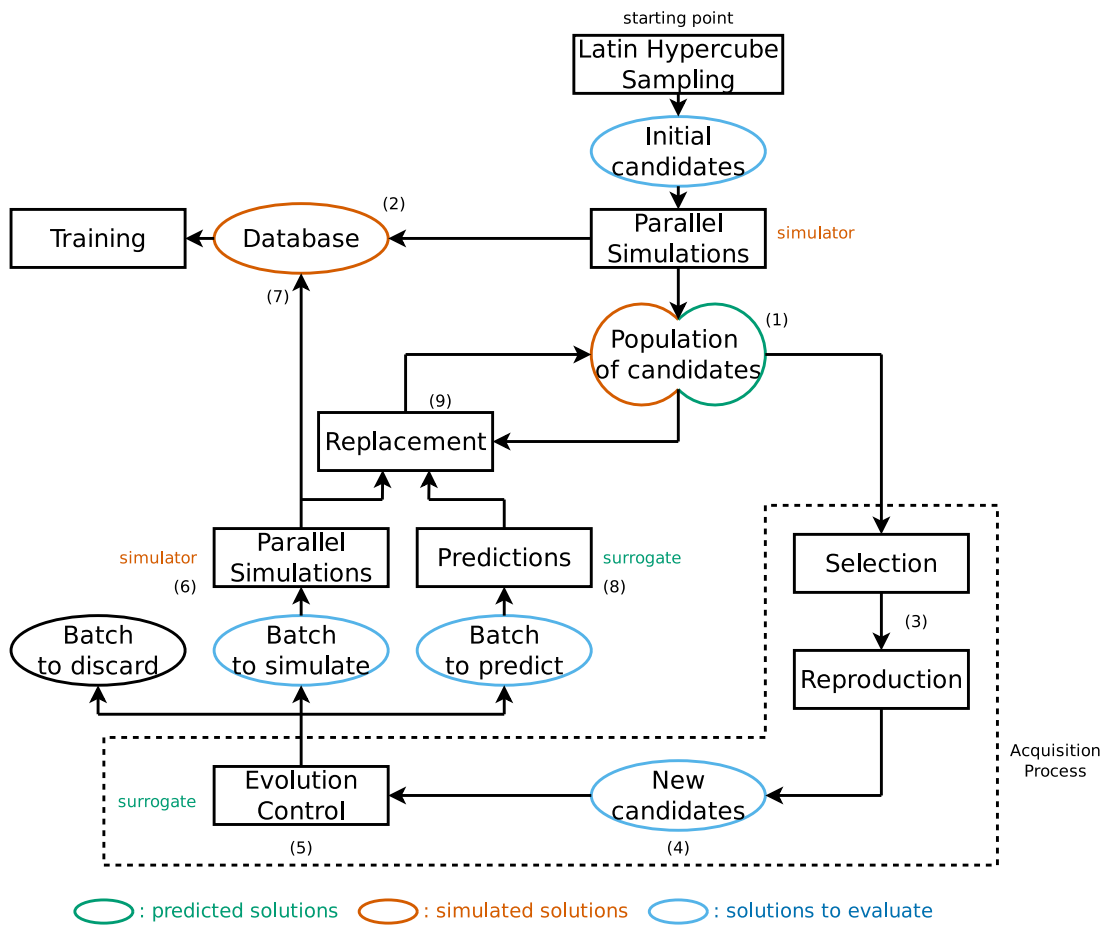 starting point
Latin Hypercube
Sampling
Initial
candidates
(2)
Training
Database
Parallel
Simulations
simulator
(7)
(1)
Population
of candidates
(9)
Replacement
simulator
(6)
Parallel
Simulations
Predictions
surrogate
(8)
Selection
(3)
Reproduction
Batch
to discard
Batch
to simulate
Batch
to predict
Acquisition
Process
surrogate
Evolution
Control
(5)
New
candidates
(4)
: predicted solutions
: simulated solutions
: solutions to evaluate